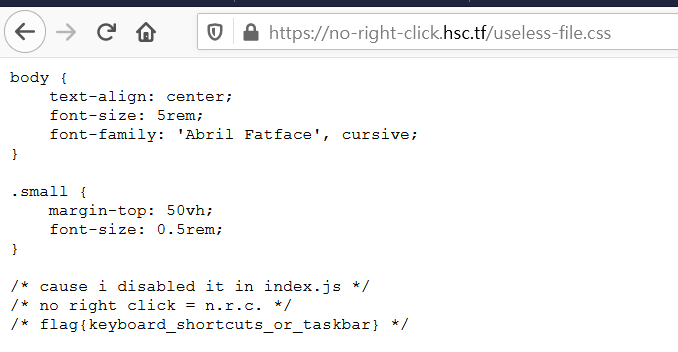 https://no-right-click.hsc.tf/useless-file.css
body {
    text-align: center;
    font-size: 5rem;
    font-family: 'Abril Fatface', cursive;
}

.small {
    margin-top: 50vh;
    font-size: 0.5rem;
}

/* cause i disabled it in index.js */
/* no right click = n.r.c. */
/* flag{keyboard_shortcuts_or_taskbar} */